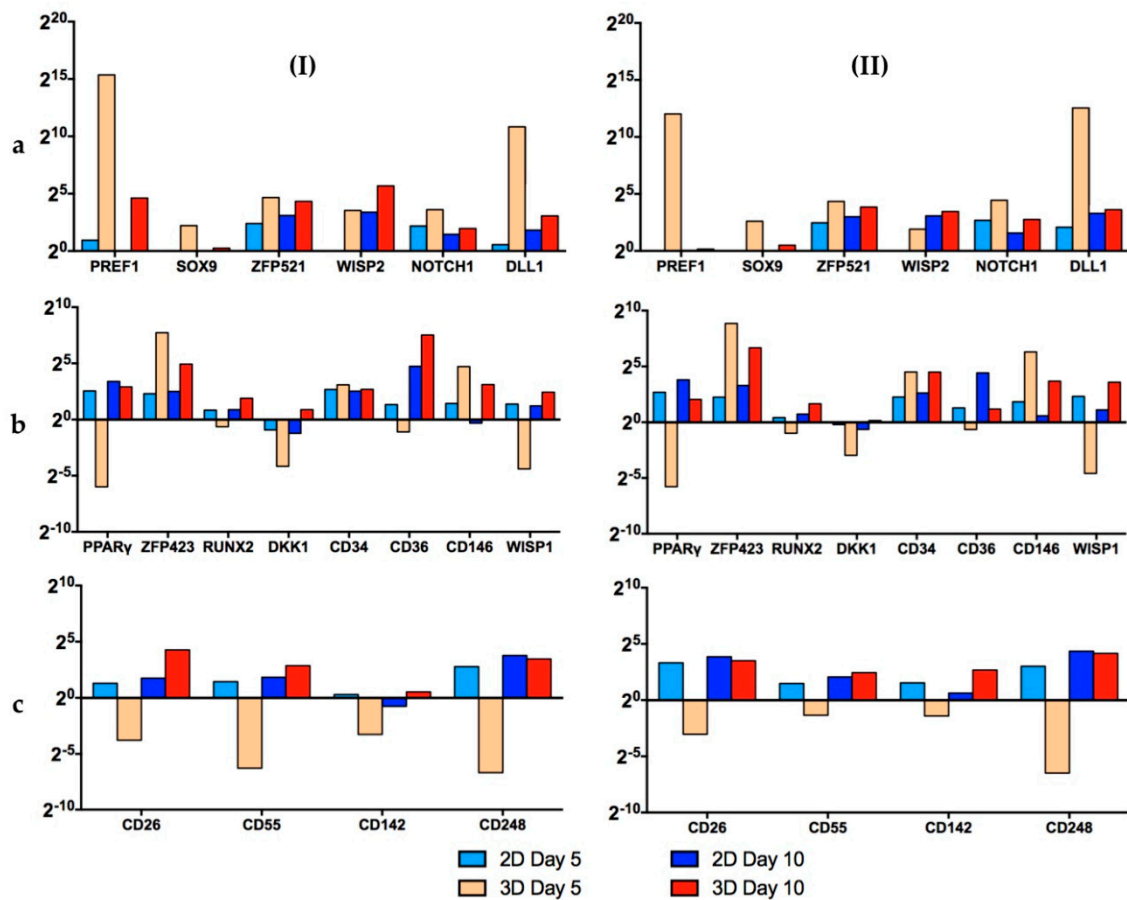 (I) (II)
a
2^20 2^20
2^15 2^15
2^10 2^10
2^5 2^5
2^0 2^0
PREF1 SOX9 ZFP521 WISP2 NOTCH1 DLL1 PREF1 SOX9 ZFP521 WISP2 NOTCH1 DLL1
b
2^10 2^10
2^5 2^5
2^0 2^0
2^-5 2^-5
2^-10 2^-10
PPARγ ZFP423 RUNX2 DKK1 CD34 CD36 CD146 WISP1 PPARγ ZFP423 RUNX2 DKK1 CD34 CD36 CD146 WISP1
c
2^10 2^10
2^5 2^5
2^0 2^0
2^-5 2^-5
2^-10 2^-10
CD26 CD55 CD142 CD248 CD26 CD55 CD142 CD248
2D Day 5 2D Day 10
3D Day 5 3D Day 10